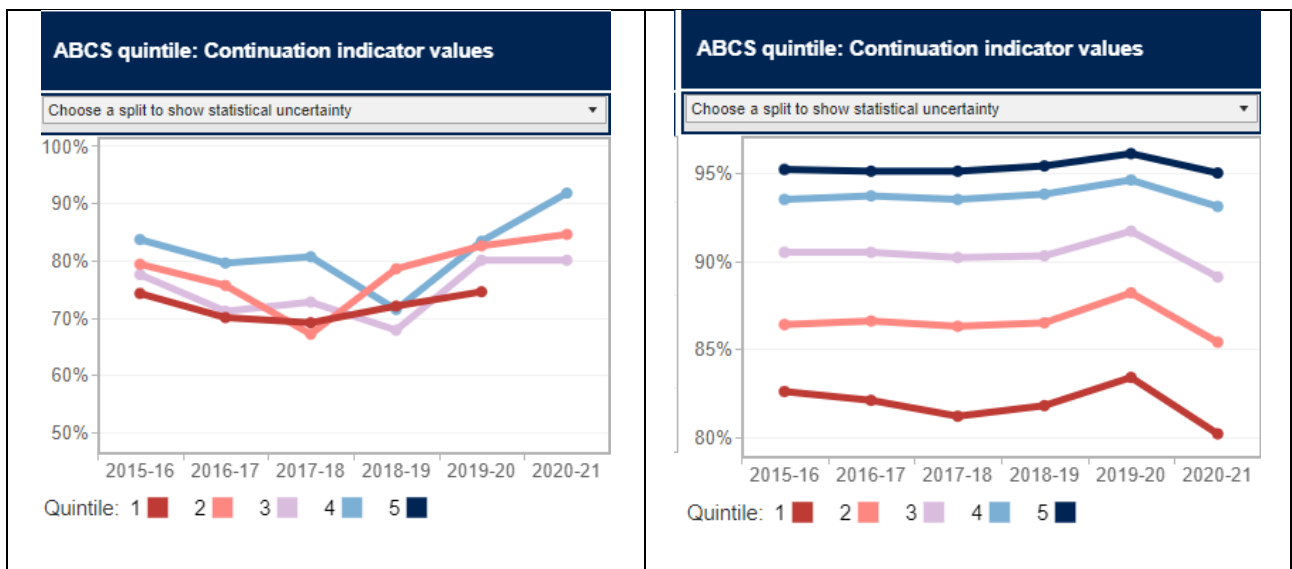 ABCS quintile: Continuation indicator values
Choose a split to show statistical uncertainty
100%
90%
80%
70%
60%
50%
2015-16 2016-17 2017-18 2018-19 2019-20 2020-21
Quintile: 1 2 3 4 5
ABCS quintile: Continuation indicator values
Choose a split to show statistical uncertainty
95%
90%
85%
80%
2015-16 2016-17 2017-18 2018-19 2019-20 2020-21
Quintile: 1 2 3 4 5